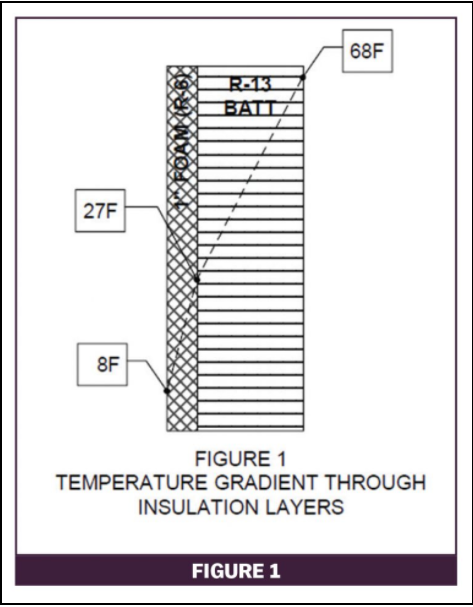 68F
R-13
BATT
1" FOAM (R-6)
27F
8F
FIGURE 1
TEMPERATURE GRADIENT THROUGH
INSULATION LAYERS
FIGURE 1